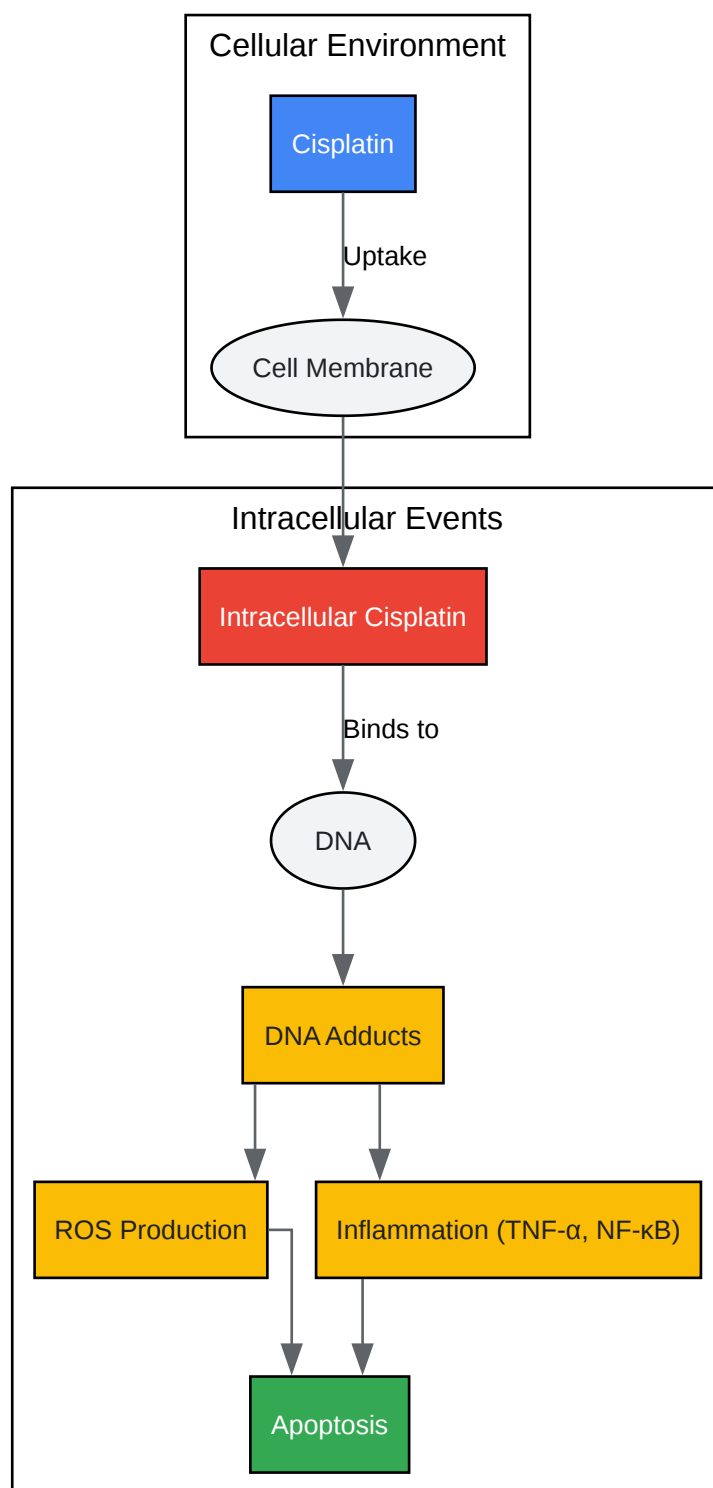 Cellular Environment
Cisplatin
Uptake
Cell Membrane
Intracellular Events
Intracellular Cisplatin
Binds to
DNA
DNA Adducts
ROS Production
Inflammation (TNF-α, NF-κB)
Apoptosis